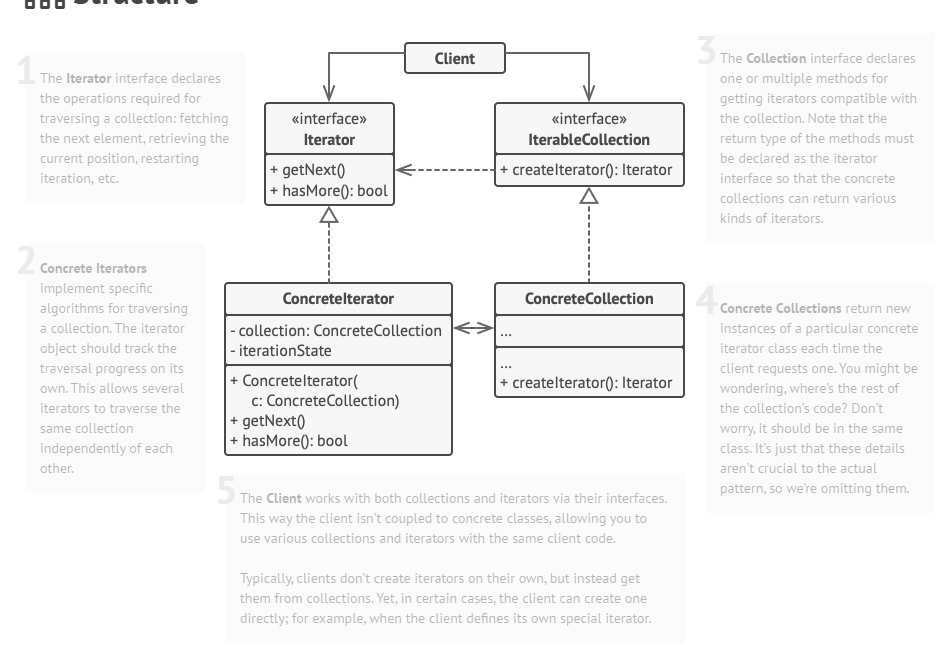 Structure
1
The Iterator interface declares
the operations required for
traversing a collection: fetching
the next element, retrieving the
current position, restarting
iteration, etc.
2
Concrete Iterators
implement specific
algorithms for traversing
a collection. The iterator
object should track the
traversal progress on its
own. This allows several
iterators to traverse the
same collection
independently of each
other.
Client
«interface»
Iterator
+ getNext()
+ hasMore(): bool
«interface»
IterableCollection
+ createIterator(): Iterator
ConcreteIterator
- collection: ConcreteCollection
- iterationState
+ ConcreteIterator(
c: ConcreteCollection)
+ getNext()
+ hasMore(): bool
ConcreteCollection
...
...
+ createIterator(): Iterator
3
The Collection interface declares
one or multiple methods for
getting iterators compatible with
the collection. Note that the
return type of the methods must
be declared as the iterator
interface so that the concrete
collections can return various
kinds of iterators.
4
Concrete Collections return new
instances of a particular concrete
iterator class each time the
client requests one. You might be
wondering, where's the rest of
the collection's code? Don't
worry, it should be in the same
class. It's just that these details
aren't crucial to the actual
pattern, so we're omitting them.
5
The Client works with both collections and iterators via their interfaces.
This way the client isn't coupled to concrete classes, allowing you to
use various collections and iterators with the same client code.
Typically, clients don't create iterators on their own, but instead get
them from collections. Yet, in certain cases, the client can create one
directly; for example, when the client defines its own special iterator.